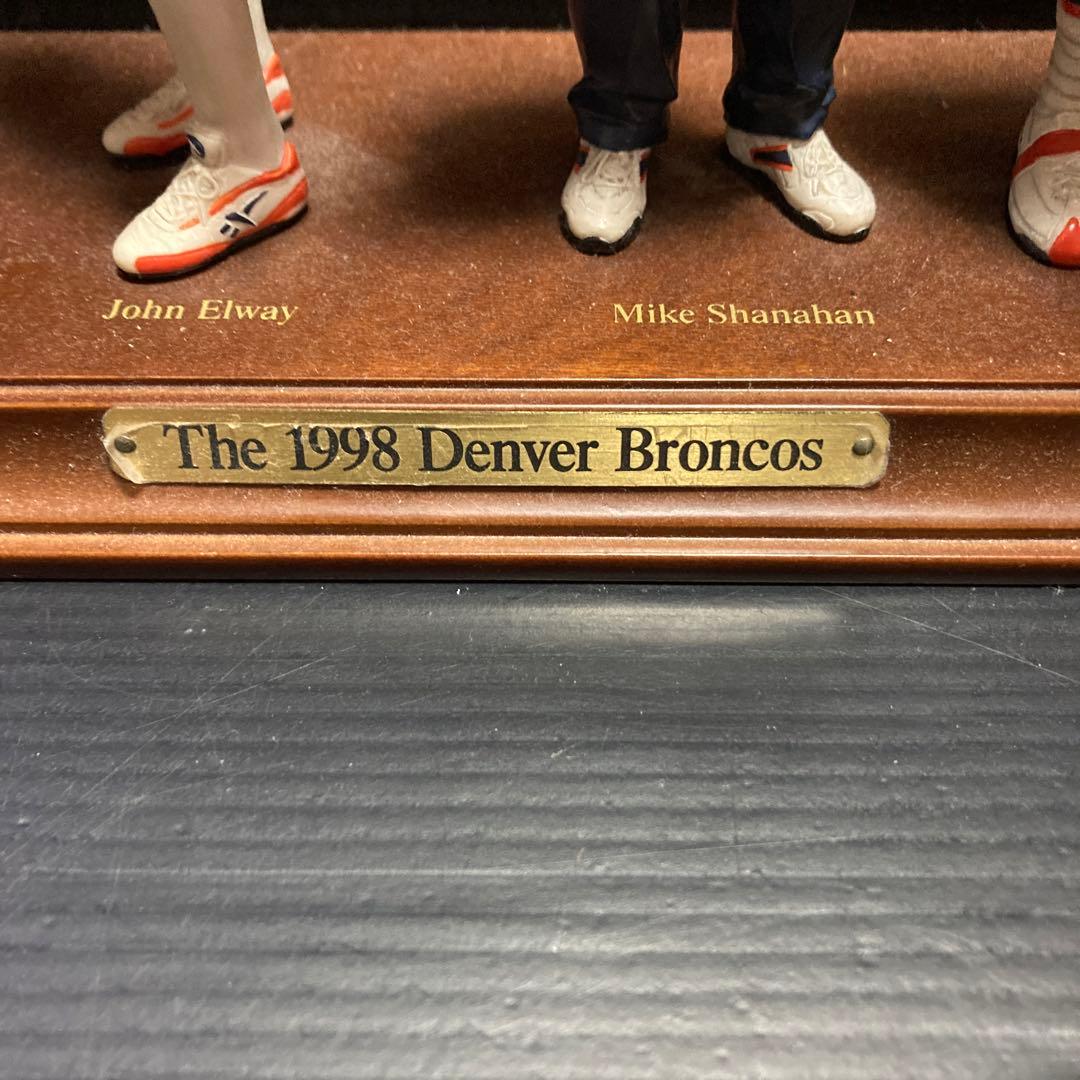 John Elway
Mike Shanahan
The 1998 Denver Broncos